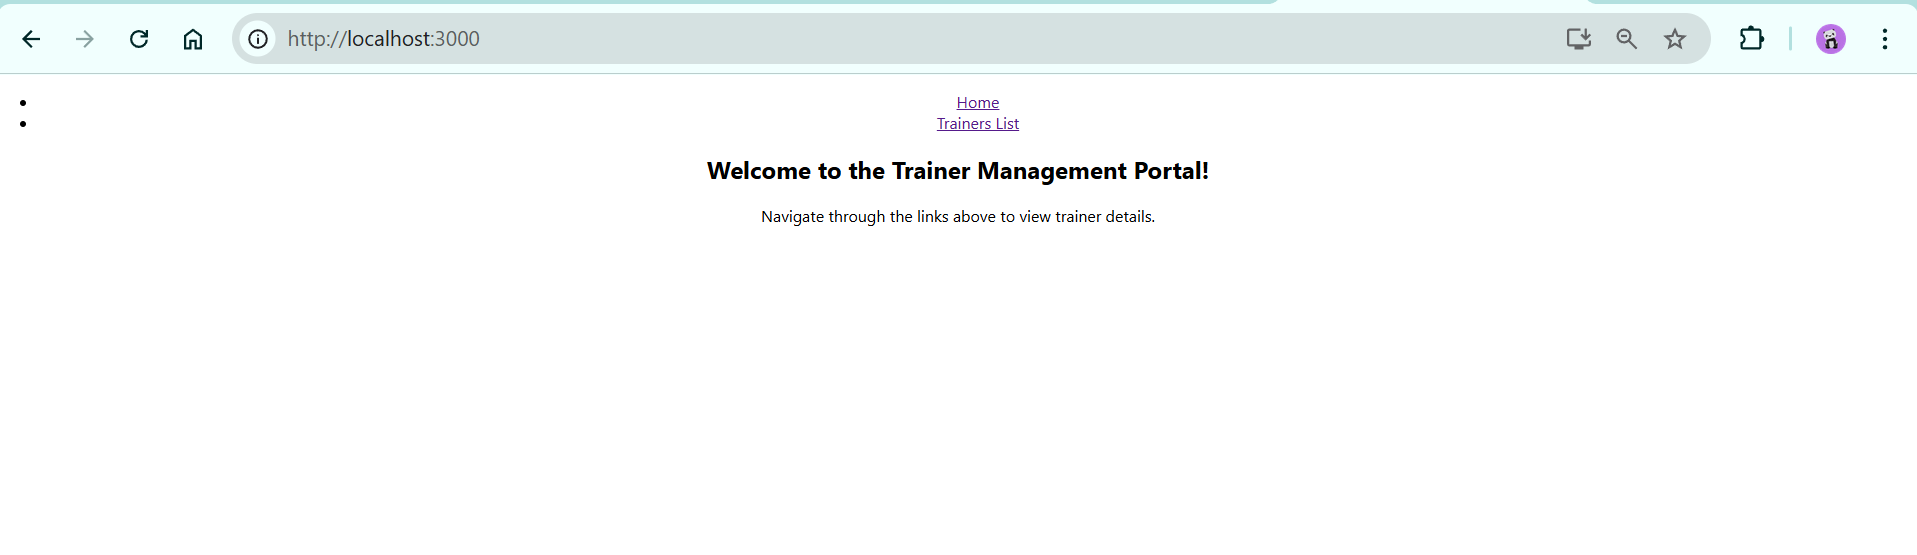 http://localhost:3000
Home
Trainers List
Welcome to the Trainer Management Portal!
Navigate through the links above to view trainer details.